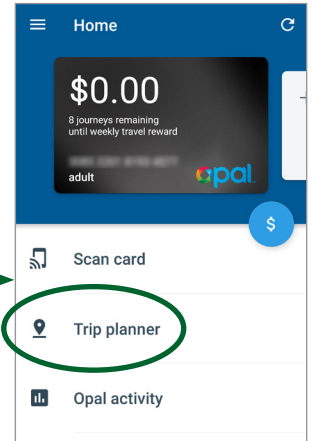 Home
$0.00
8 journeys remaining
until weekly travel reward
adult
opal
$
Scan card
Trip planner
Opal activity